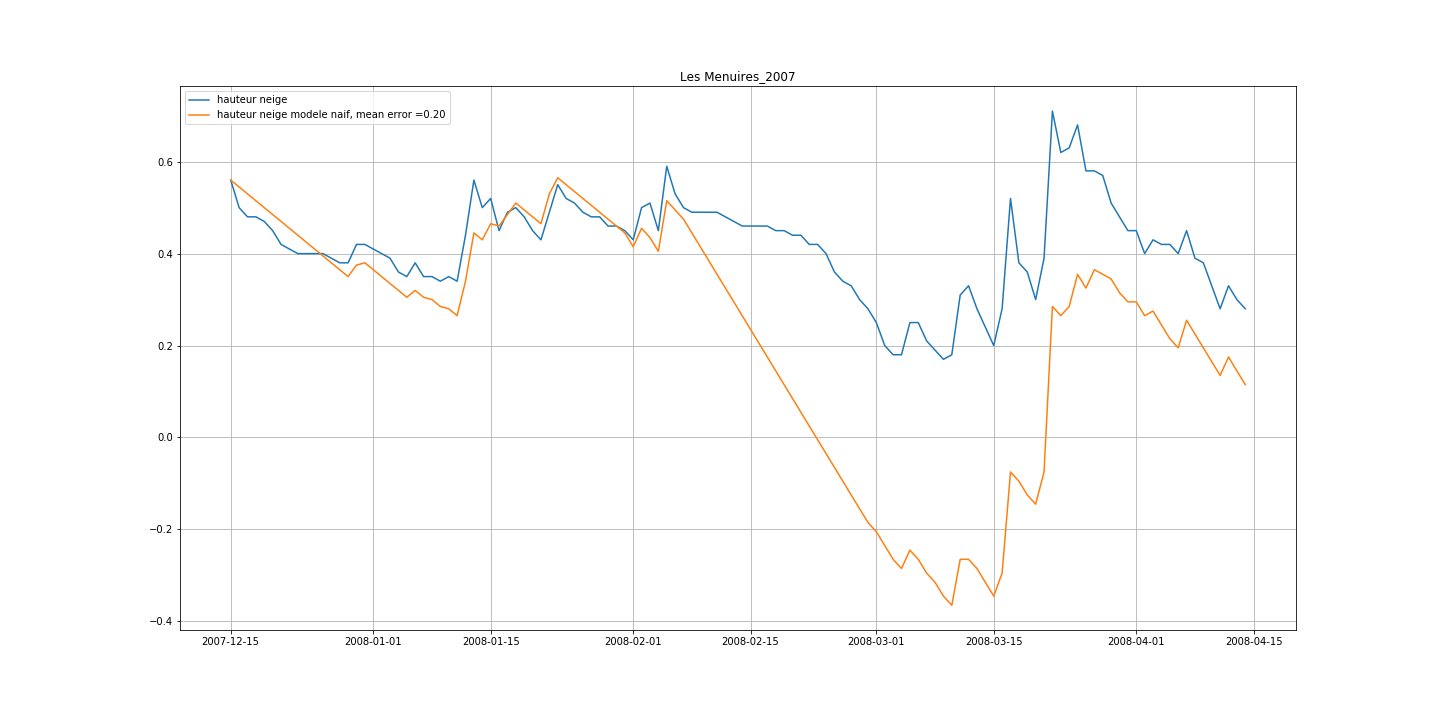 Les Menuires_2007
hauteur neige
hauteur neige modele naif, mean error =0.20
0.6
0.4
0.2
0.0
−0.2
−0.4
2007-12-15 2008-01-01 2008-01-15 2008-02-01 2008-02-15 2008-03-01 2008-03-15 2008-04-01 2008-04-15